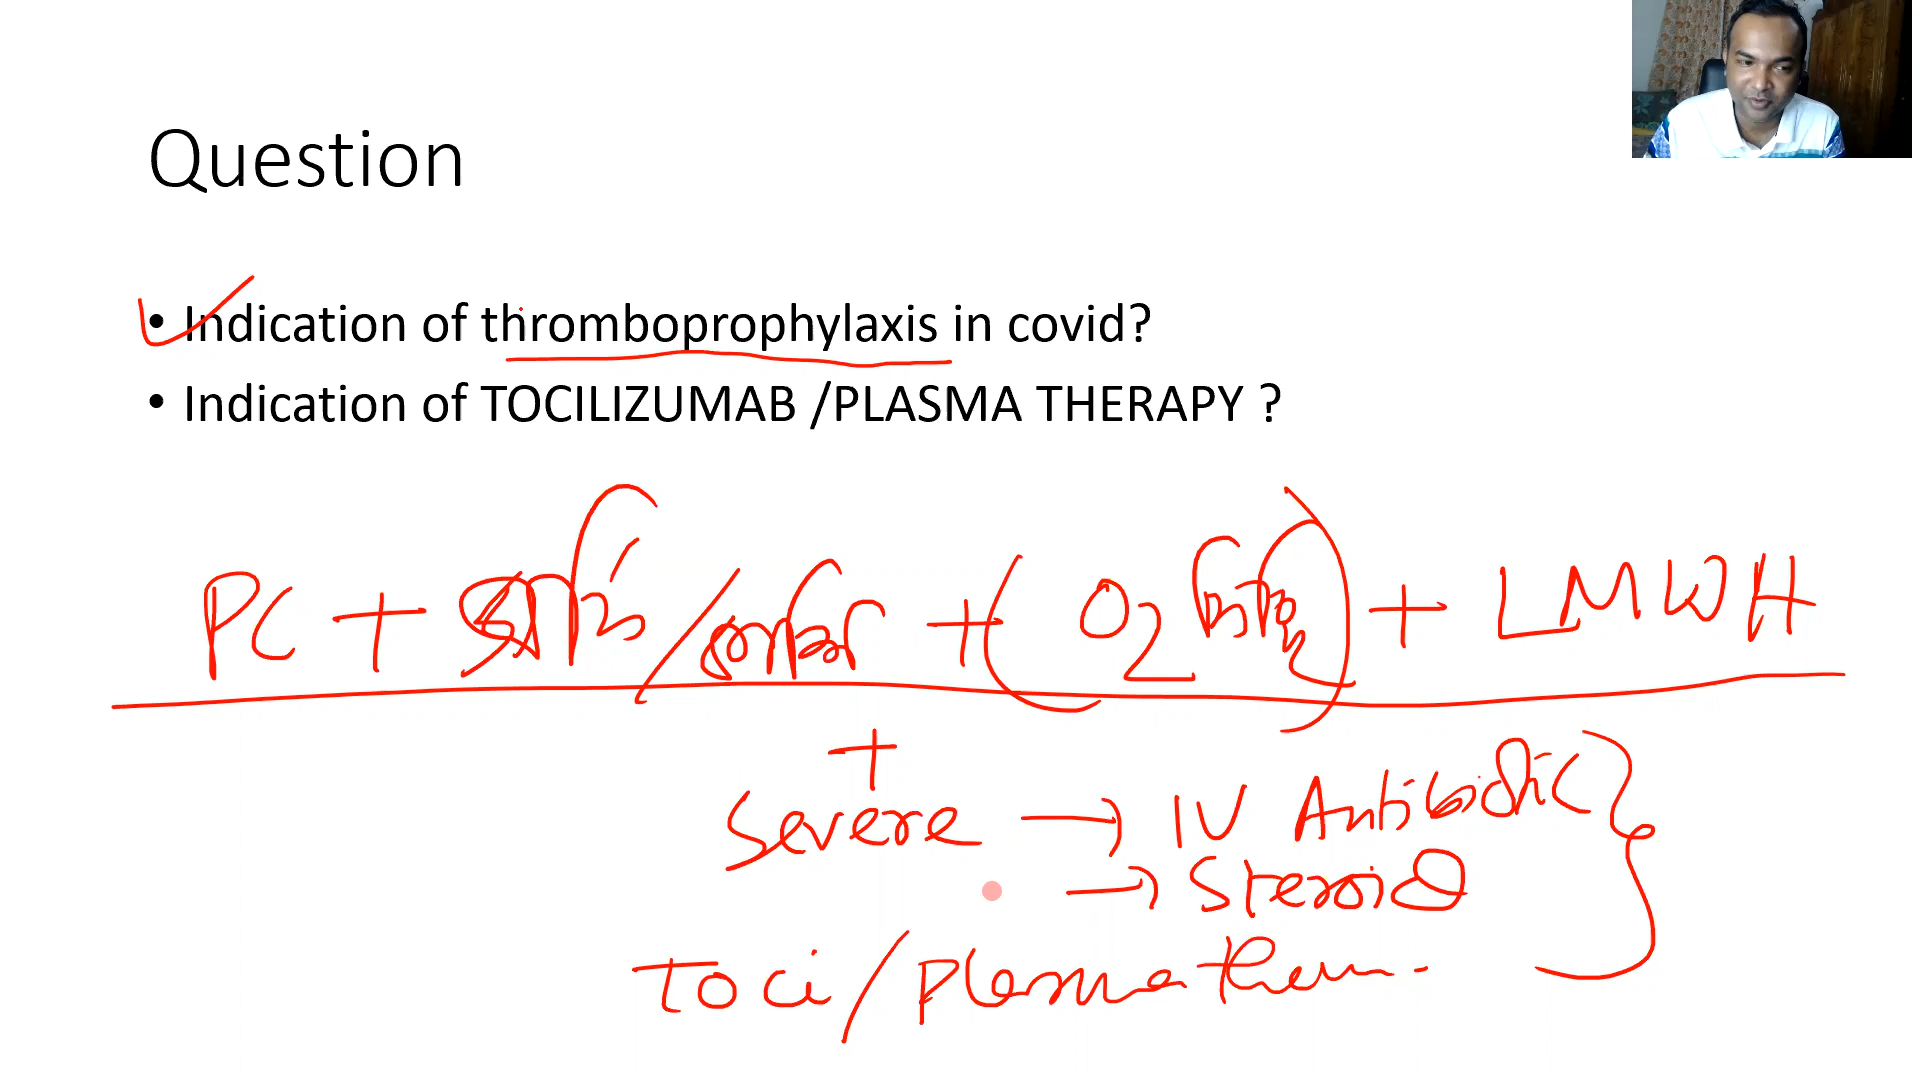 Question
• Indication of thromboprophylaxis in covid?
• Indication of TOCILIZUMAB /PLASMA THERAPY ?
PC + / + ( O2 ) + LMWH
+
Severe → IV Antibiotic
→ Steroid
Toci / Plasma